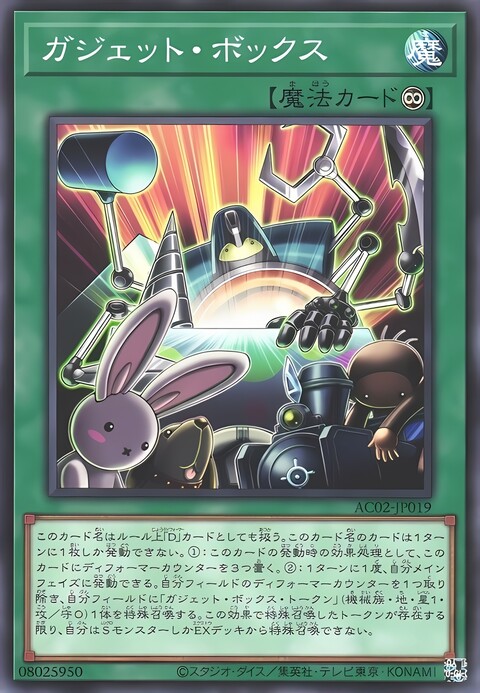 ガジェット・ボックス
魔
【魔法カード∞】
AC02-JP019
このカード名はルール上「D」カードとしても扱う。このカード名のカードは1ター
ンに1枚しか発動できない。①:このカードの発動時の効果処理として、この
カードにディフォーマーカウンターを3つ置く。②:1ターンに1度、自分メイン
フェイズに発動できる。自分フィールドのディフォーマーカウンターを1つ取り
除き、自分フィールドに「ガジェット・ボックス・トークン」(機械族・地・星1・
攻/守0)1体を特殊召喚する。この効果で特殊召喚したトークンが存在する
限り、自分はSモンスターしかEXデッキから特殊召喚できない。
08025950
©スタジオ・ダイス/集英社・テレビ東京・KONAMI